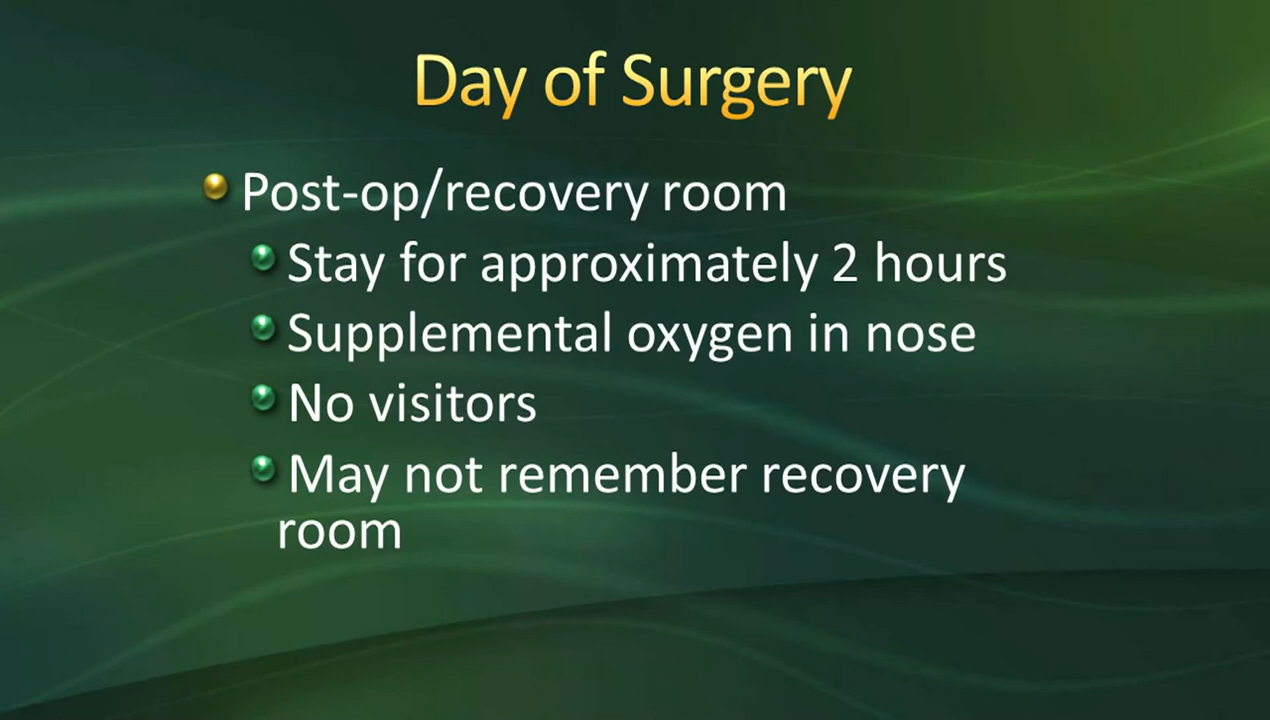 Day of Surgery
Post-op/recovery room
Stay for approximately 2 hours
Supplemental oxygen in nose
No visitors
May not remember recovery
room